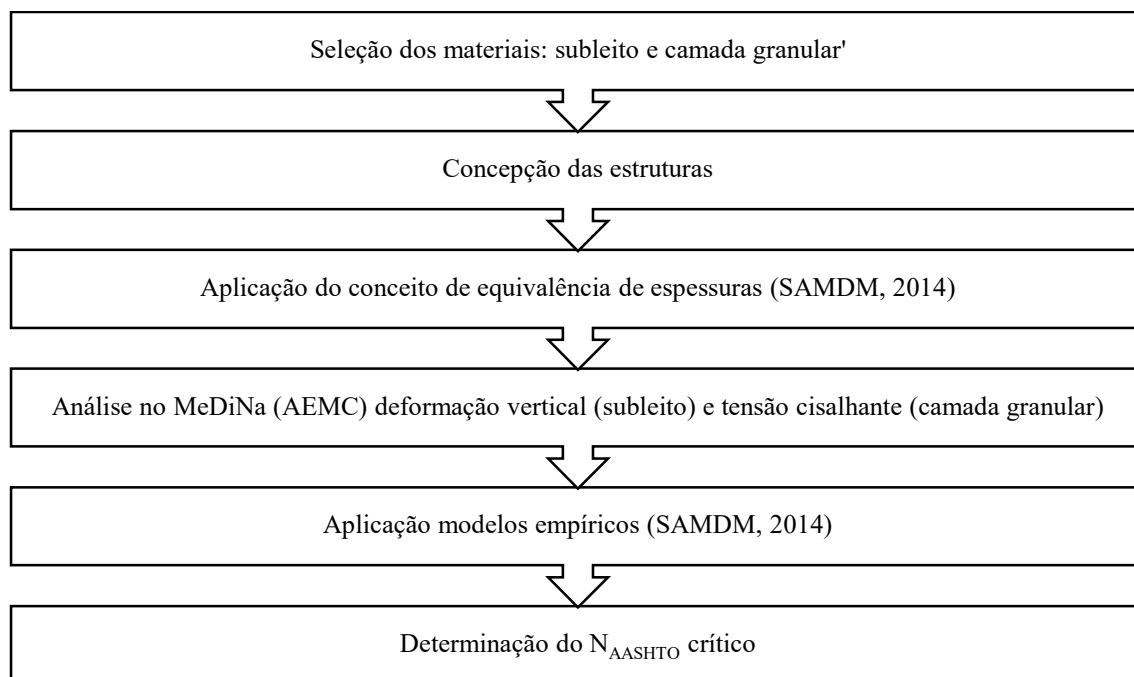 Seleção dos materiais: subleito e camada granular'
Concepção das estruturas
Aplicação do conceito de equivalência de espessuras (SAMDM, 2014)
Análise no MeDiNa (AEMC) deformação vertical (subleito) e tensão cisalhante (camada granular)
Aplicação modelos empíricos (SAMDM, 2014)
Determinação do N_AASHTO crítico